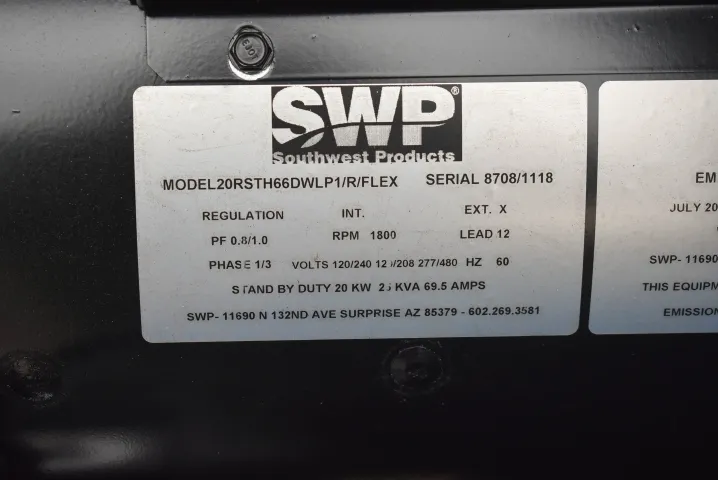 SWP®
Southwest Products
MODEL20RSTH66DWLP1/R/FLEX SERIAL 8708/1118
REGULATION INT. EXT. X
PF 0.8/1.0 RPM 1800 LEAD 12
PHASE 1/3 VOLTS 120/240 /208 277/480 HZ 60
STAND BY DUTY 20 KW KVA 69.5 AMPS
SWP- 11690 N 132ND AVE SURPRISE AZ 85379 - 602.269.3581
EM
JULY 20
SWP- 11690
THIS EQUIPM
EMISSION